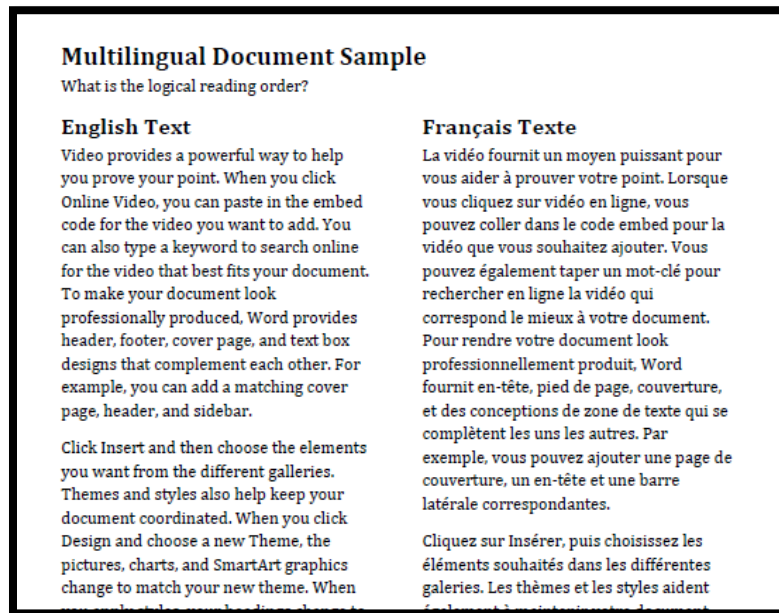 Multilingual Document Sample
What is the logical reading order?
English Text
Video provides a powerful way to help
you prove your point. When you click
Online Video, you can paste in the embed
code for the video you want to add. You
can also type a keyword to search online
for the video that best fits your document.
To make your document look
professionally produced, Word provides
header, footer, cover page, and text box
designs that complement each other. For
example, you can add a matching cover
page, header, and sidebar.
Click Insert and then choose the elements
you want from the different galleries.
Themes and styles also help keep your
document coordinated. When you click
Design and choose a new Theme, the
pictures, charts, and SmartArt graphics
change to match your new theme. When
you apply styles, your headings change to
Français Texte
La vidéo fournit un moyen puissant pour
vous aider à prouver votre point. Lorsque
vous cliquez sur vidéo en ligne, vous
pouvez coller dans le code embed pour la
vidéo que vous souhaitez ajouter. Vous
pouvez également taper un mot-clé pour
rechercher en ligne la vidéo qui
correspond le mieux à votre document.
Pour rendre votre document look
professionnellement produit, Word
fournit en-tête, pied de page, couverture,
et des conceptions de zone de texte qui se
complètent les uns les autres. Par
exemple, vous pouvez ajouter une page de
couverture, un en-tête et une barre
latérale correspondantes.
Cliquez sur Insérer, puis choisissez les
éléments souhaités dans les différentes
galeries. Les thèmes et les styles aident
également à maintenir votre document